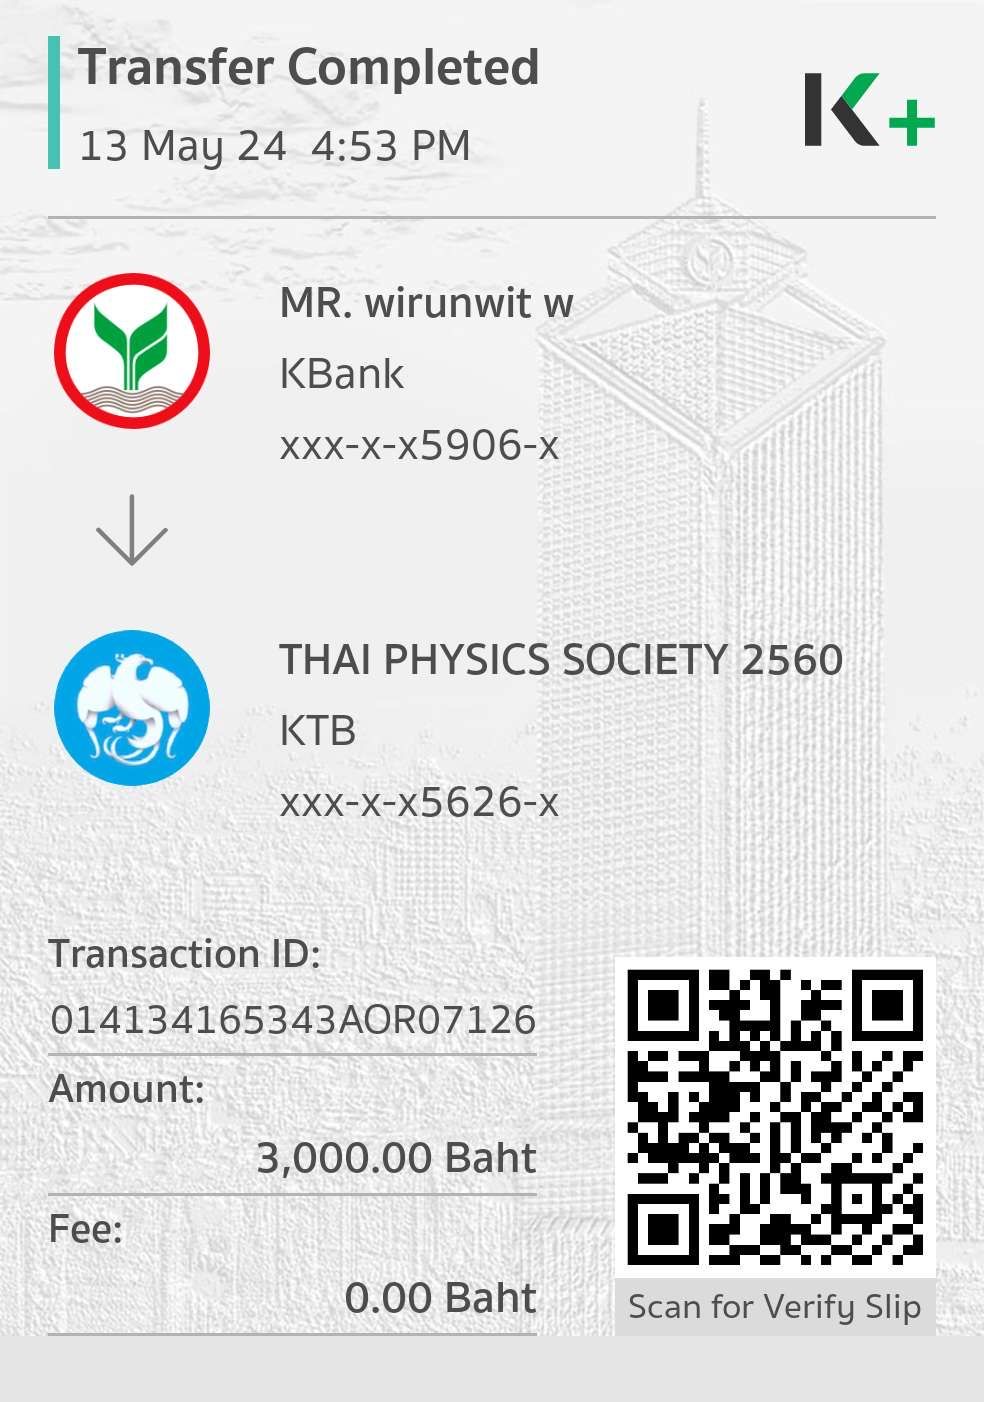 Transfer Completed
13 May 24 4:53 PM
K+
MR. wirunwit w
KBank
xxx-x-x5906-x
THAI PHYSICS SOCIETY 2560
KTB
xxx-x-x5626-x
Transaction ID:
014134165343AOR07126
Amount:
3,000.00 Baht
Fee:
0.00 Baht
Scan for Verify Slip